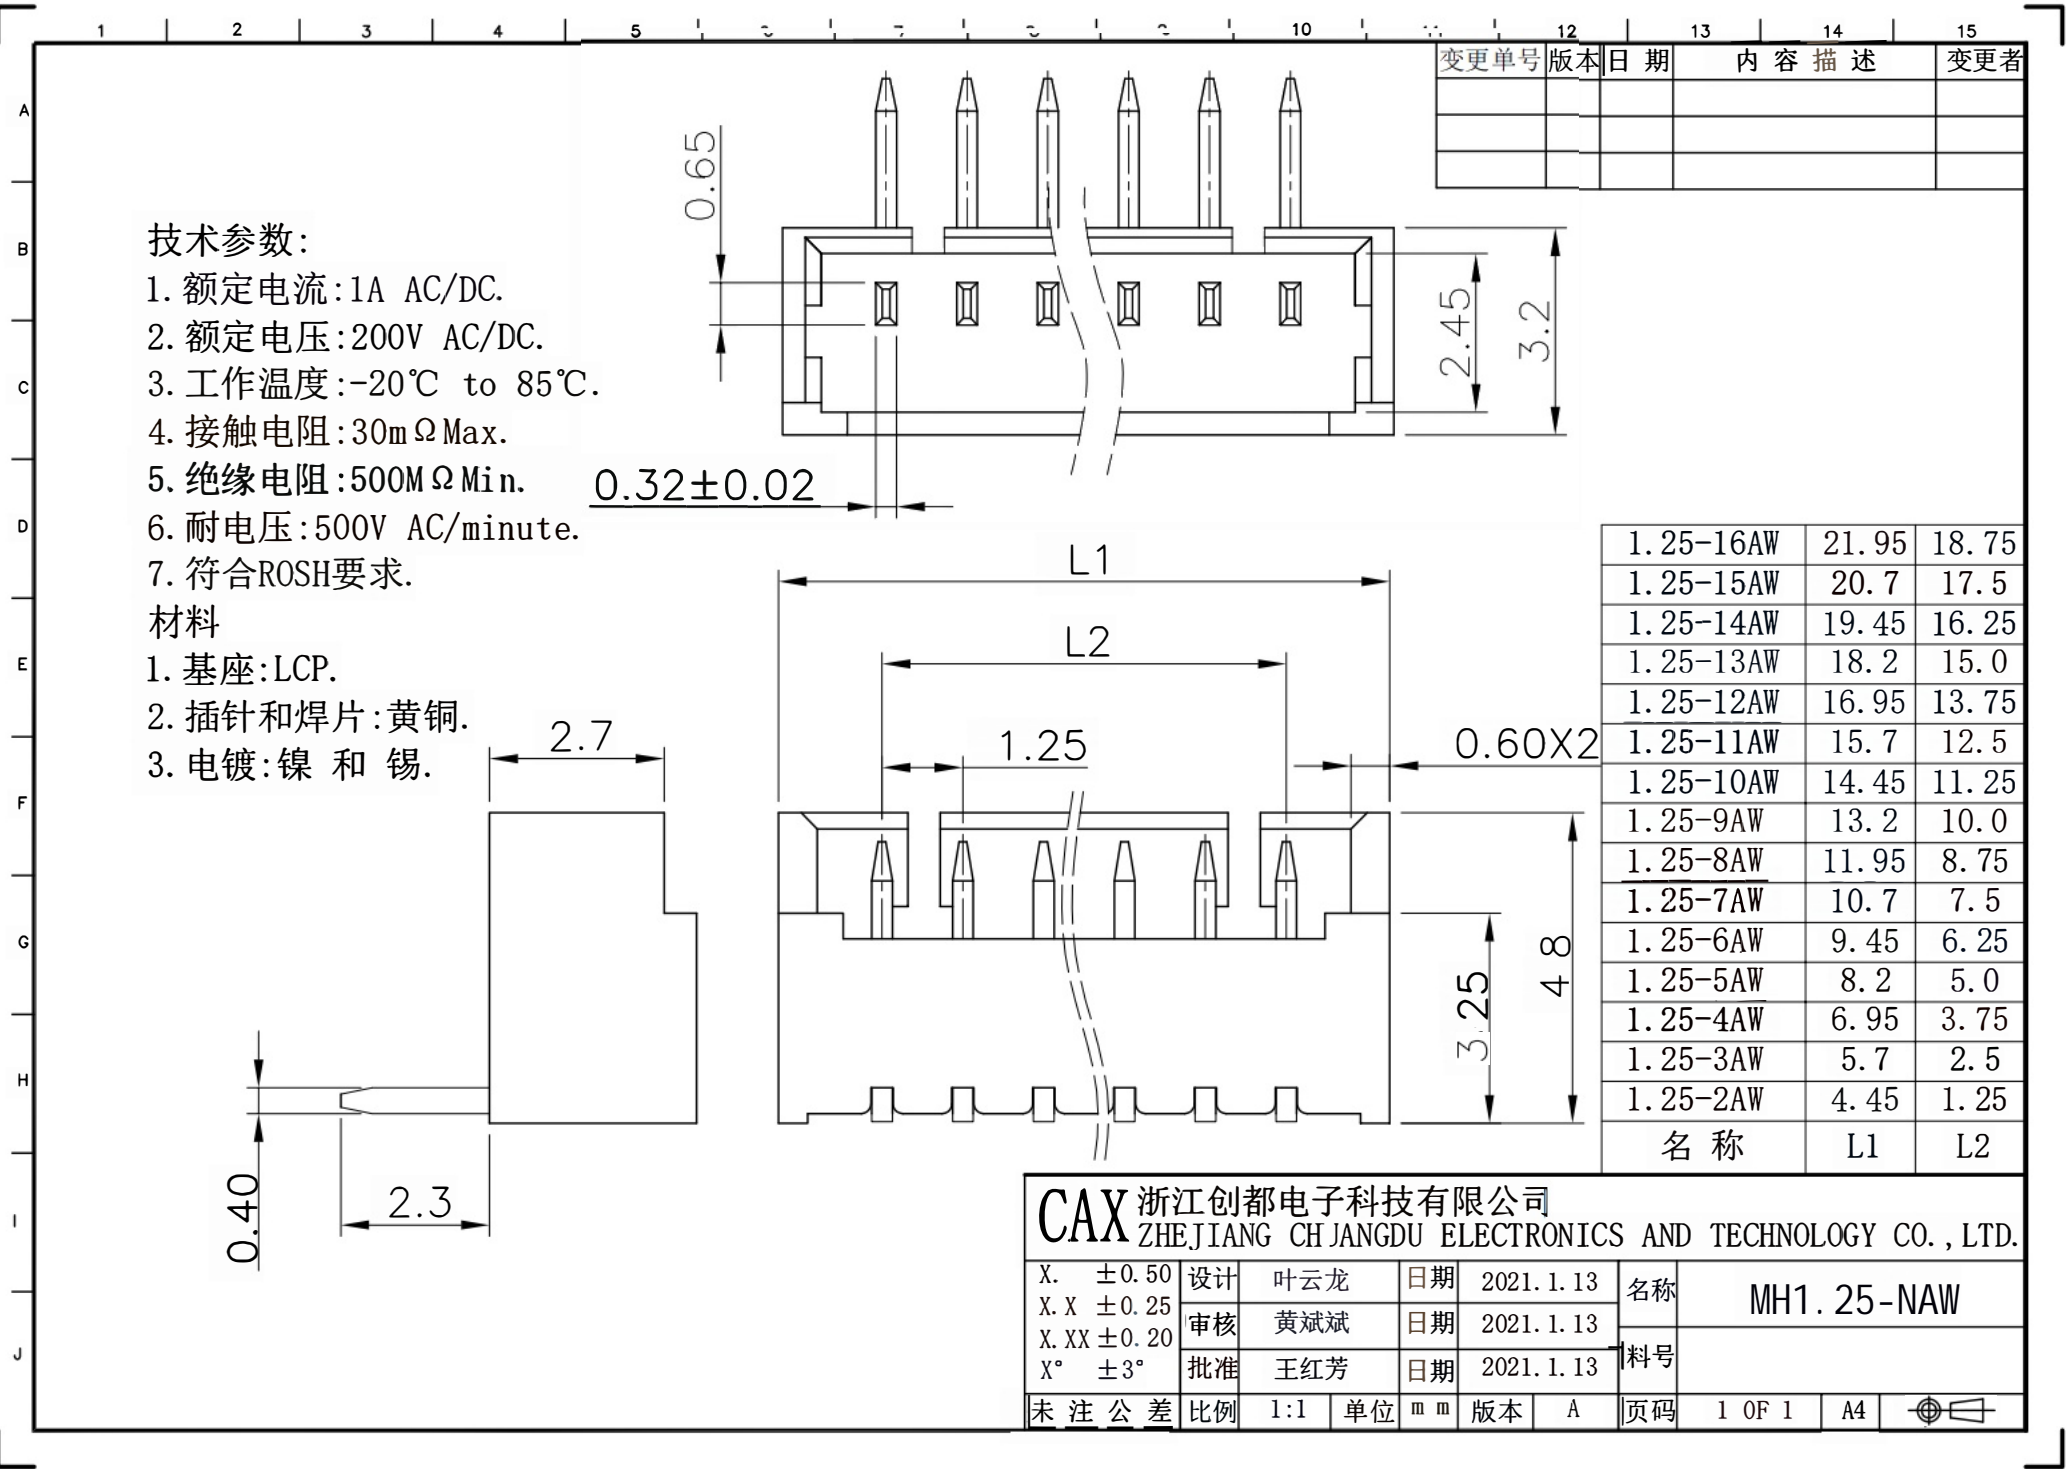 1 2 3 4 5 10 12 13 14 15
A
B
C
D
E
F
G
H
I
J
变更单号 版本 日 期 内 容 描 述 变更者
技术参数:
1.额定电流:1A AC/DC.
2.额定电压:200V AC/DC.
3.工作温度:-20℃ to 85℃.
4.接触电阻:30mΩMax.
5.绝缘电阻:500MΩMin.
6.耐电压:500V AC/minute.
7.符合ROSH要求.
材料
1.基座:LCP.
2.插针和焊片:黄铜.
3.电镀:镍 和 锡.
0.65
2.45
3.2
0.32±0.02
L1
L2
1.25
0.60X2
2.7
3.25
4 8
0.40
2.3
1.25-16AW 21.95 18.75
1.25-15AW 20.7 17.5
1.25-14AW 19.45 16.25
1.25-13AW 18.2 15.0
1.25-12AW 16.95 13.75
1.25-11AW 15.7 12.5
1.25-10AW 14.45 11.25
1.25-9AW 13.2 10.0
1.25-8AW 11.95 8.75
1.25-7AW 10.7 7.5
1.25-6AW 9.45 6.25
1.25-5AW 8.2 5.0
1.25-4AW 6.95 3.75
1.25-3AW 5.7 2.5
1.25-2AW 4.45 1.25
名 称 L1 L2
CAX 浙江创都电子科技有限公司
ZHEJIANG CHJANGDU ELECTRONICS AND TECHNOLOGY CO.,LTD.
X. ±0.50
X.X ±0.25
X.XX ±0.20
X° ±3°
未 注 公 差
设计 叶云龙 日期 2021.1.13
审核 黄斌斌 日期 2021.1.13
批准 王红芳 日期 2021.1.13
比例 1:1 单位 mm 版本 A
名称 MH1.25-NAW
料号
页码 1 OF 1 A4